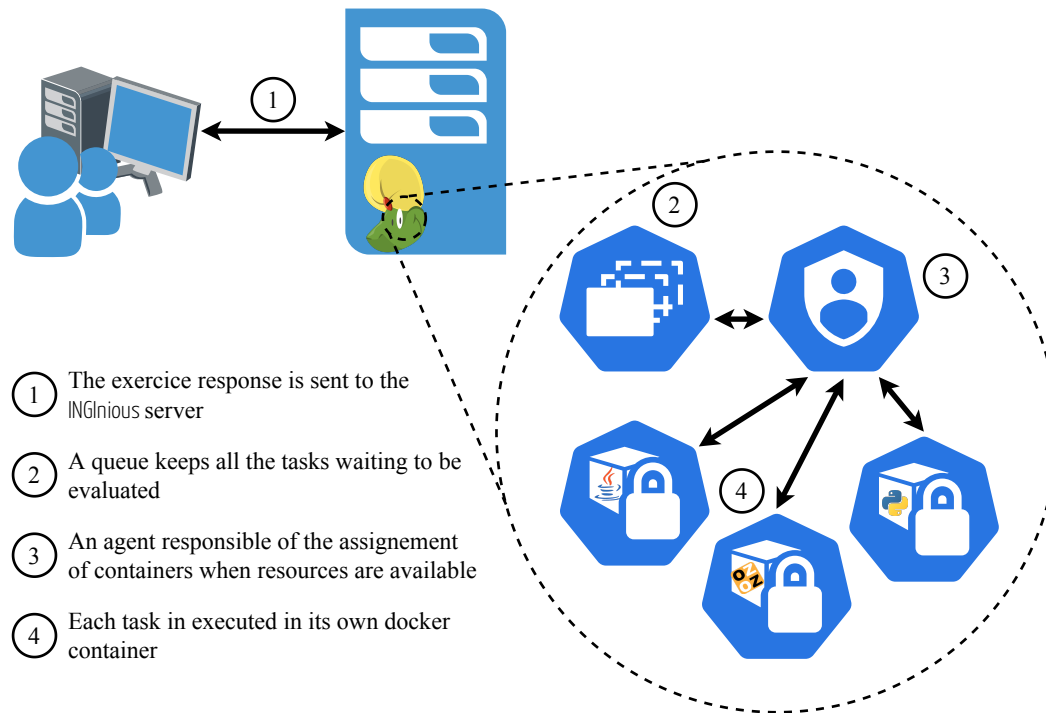 1
2
3
4
1
The exercice response is sent to the
INGInious server
2
A queue keeps all the tasks waiting to be
evaluated
3
An agent responsible of the assignement
of containers when resources are available
4
Each task in executed in its own docker
container